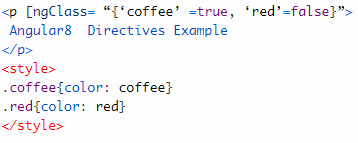 <p [ngClass= “{‘coffee’ =true, ‘red’=false}”>
Angular8  Directives Example
</p>
<style>
.coffee{color: coffee}
.red{color: red}
</style>